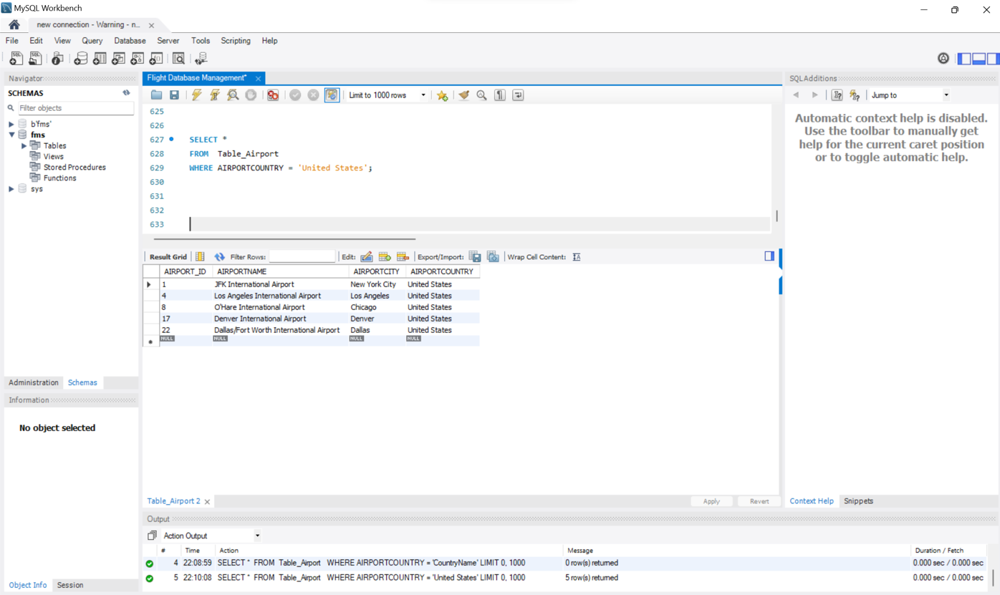 MySQL Workbench
new connection - Warning - n...
File Edit View Query Database Server Tools Scripting Help
Navigator
SCHEMAS
Filter objects
b'fms'
fms
Tables
Views
Stored Procedures
Functions
sys
Administration Schemas
Information
No object selected
Object Info Session
Flight Database Management*
Limit to 1000 rows
625
626
627 SELECT *
628 FROM Table_Airport
629 WHERE AIRPORTCOUNTRY = 'United States';
630
631
632
633
Result Grid Filter Rows: Edit: Export/Import: Wrap Cell Content:
AIRPORT_ID AIRPORTNAME AIRPORTCITY AIRPORTCOUNTRY
1 JFK International Airport New York City United States
4 Los Angeles International Airport Los Angeles United States
8 O'Hare International Airport Chicago United States
17 Denver International Airport Denver United States
22 Dallas/Fort Worth International Airport Dallas United States
NULL NULL NULL NULL
Table_Airport 2 Apply Revert
Output
Action Output
# Time Action Message Duration / Fetch
4 22:08:59 SELECT * FROM Table_Airport WHERE AIRPORTCOUNTRY = 'CountryName' LIMIT 0, 1000 0 row(s) returned 0.000 sec / 0.000 sec
5 22:10:08 SELECT * FROM Table_Airport WHERE AIRPORTCOUNTRY = 'United States' LIMIT 0, 1000 5 row(s) returned 0.000 sec / 0.000 sec
SQLAdditions
Jump to
Automatic context help is disabled.
Use the toolbar to manually get
help for the current caret position
or to toggle automatic help.
Context Help Snippets